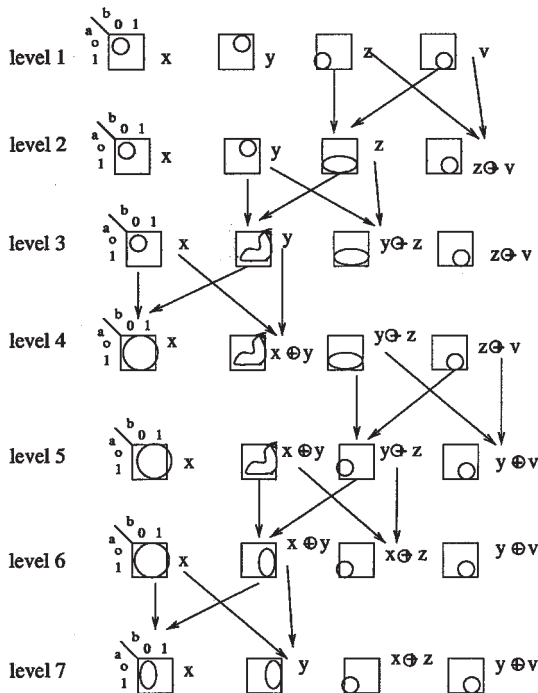 b
a 0 1
0
level 1 1 x y z v
b
a 0 1
0
level 2 1 x y z z⊕v
b
a 0 1
0
level 3 1 x y y⊕z z⊕v
b
a 0 1
0
level 4 1 x x⊕y y⊕z z⊕v
b
a 0 1
0
level 5 1 x x⊕y y⊕z y⊕v
b
a 0 1
0
level 6 1 x x⊕y x⊕z y⊕v
b
a 0 1
0
level 7 1 x y x⊕z y⊕v